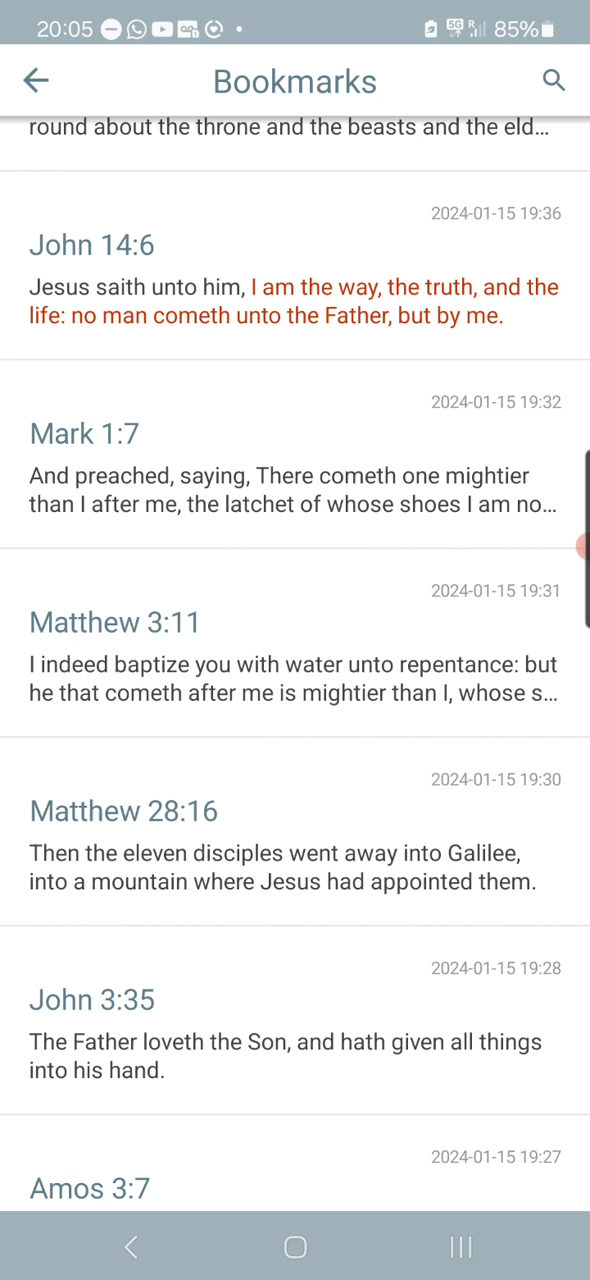 20:05
5G R 85%
Bookmarks
round about the throne and the beasts and the eld...
2024-01-15 19:36
John 14:6
Jesus saith unto him, I am the way, the truth, and the
life: no man cometh unto the Father, but by me.
2024-01-15 19:32
Mark 1:7
And preached, saying, There cometh one mightier
than I after me, the latchet of whose shoes I am no...
2024-01-15 19:31
Matthew 3:11
I indeed baptize you with water unto repentance: but
he that cometh after me is mightier than I, whose s...
2024-01-15 19:30
Matthew 28:16
Then the eleven disciples went away into Galilee,
into a mountain where Jesus had appointed them.
2024-01-15 19:28
John 3:35
The Father loveth the Son, and hath given all things
into his hand.
2024-01-15 19:27
Amos 3:7